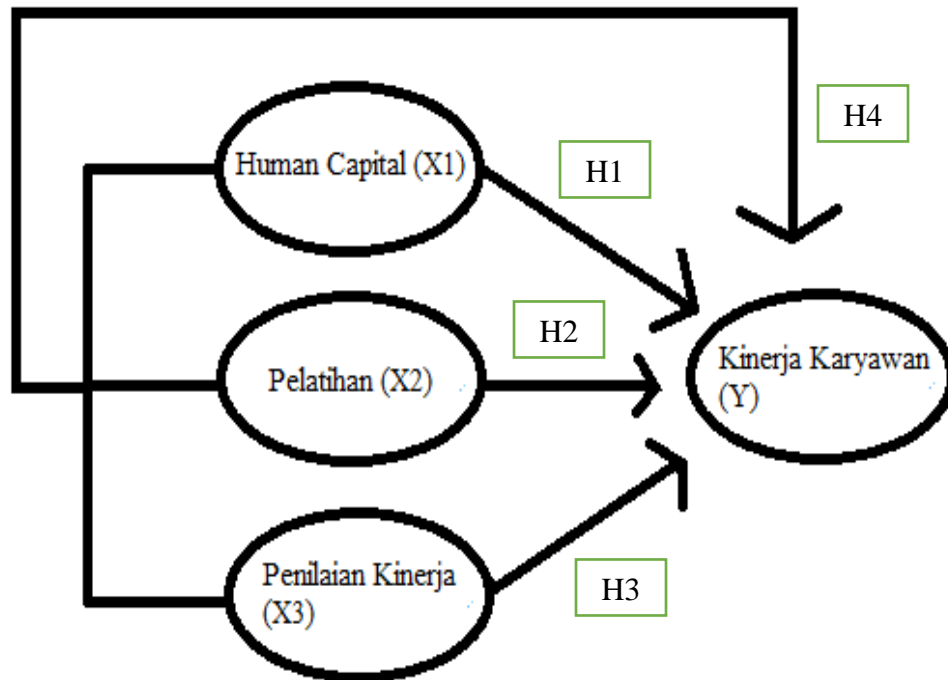 H4
Human Capital (X1)
H1
H2
Pelatihan (X2)
Kinerja Karyawan
(Y)
Penilaian Kinerja
(X3)
H3